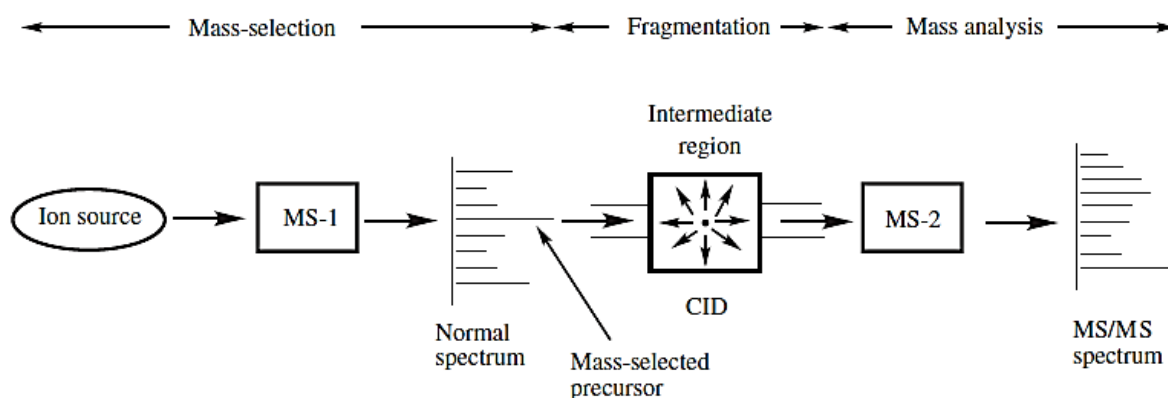 Mass-selection
Fragmentation
Mass analysis
Intermediate
region
Ion source
MS-1
MS-2
CID
Normal
spectrum
Mass-selected
precursor
MS/MS
spectrum